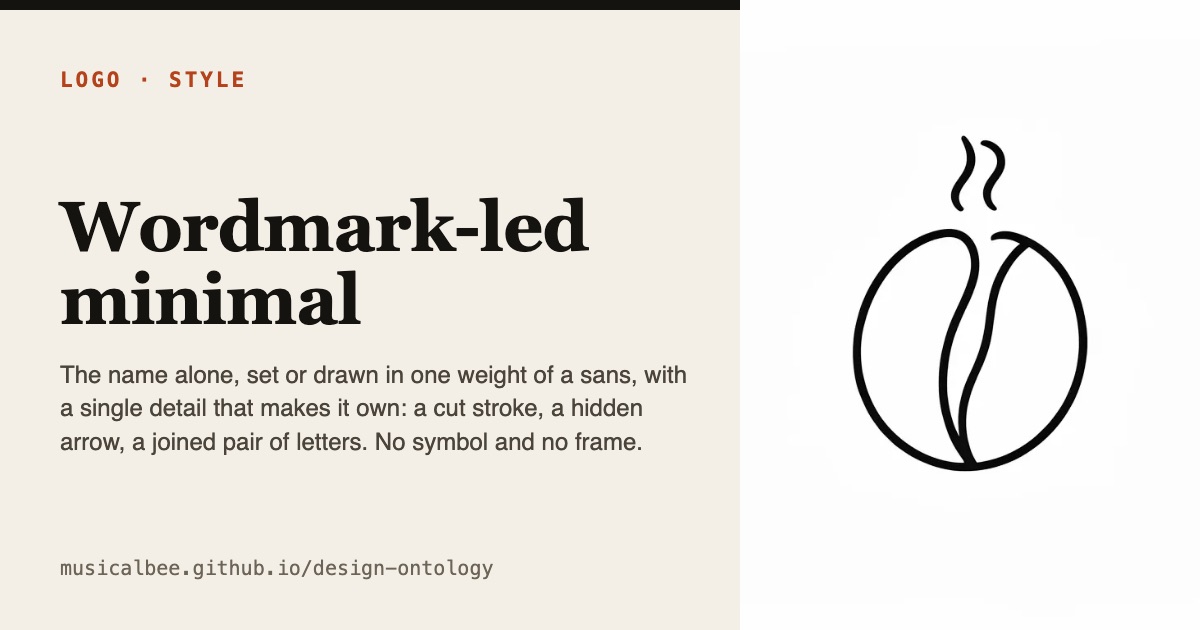 LOGO · STYLE
Wordmark-led
minimal
The name alone, set or drawn in one weight of a sans, with
a single detail that makes it own: a cut stroke, a hidden
arrow, a joined pair of letters. No symbol and no frame.
musicalbee.github.io/design-ontology